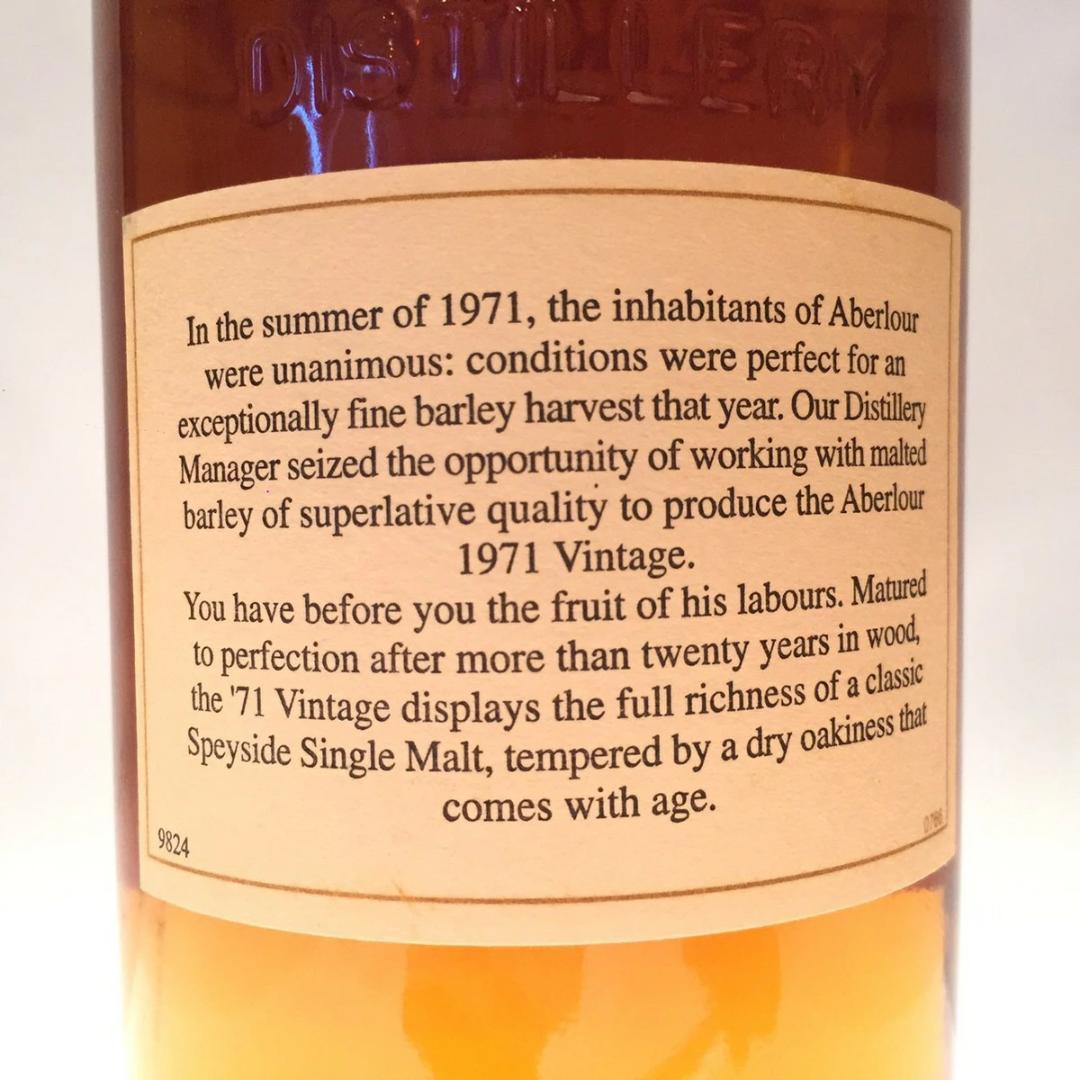 DISTILLERY
In the summer of 1971, the inhabitants of Aberlour
were unanimous: conditions were perfect for an
exceptionally fine barley harvest that year. Our Distillery
Manager seized the opportunity of working with malted
barley of superlative quality to produce the Aberlour
1971 Vintage.
You have before you the fruit of his labours. Matured
to perfection after more than twenty years in wood,
the '71 Vintage displays the full richness of a classic
Speyside Single Malt, tempered by a dry oakiness that
comes with age.
9824